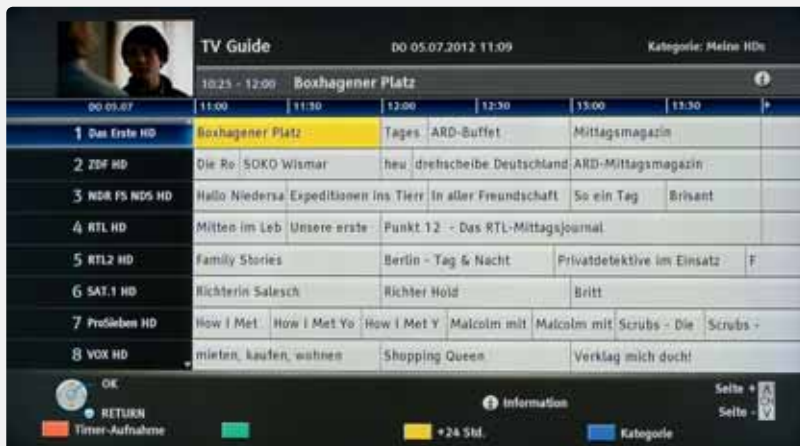 TV Guide DO 05.07.2012 11:09 Kategorie: Meine HDs
10:25 - 12:00 Boxhagener Platz
DO 05.07 11:00 11:30 12:00 12:30 13:00 13:30
1 Das Erste HD Boxhagener Platz Tages ARD-Buffet Mittagsmagazin
2 ZDF HD Die Ro SOKO Wismar heu drehscheibe Deutschland ARD-Mittagsmagazin
3 NDR FS NDS HD Hallo Niedersa Expeditionen ins Tierr In aller Freundschaft So ein Tag Brisant
4 RTL HD Mitten im Leb Unsere erste Punkt 12 - Das RTL-Mittagsjournal
5 RTL2 HD Family Stories Berlin - Tag & Nacht Privatdetektive im Einsatz F
6 SAT.1 HD Richterin Salesch Richter Hold Britt
7 ProSieben HD How I Met How I Met Yo How I Met Y Malcolm mit Malcolm mit Scrubs - Die Scrubs -
8 VOX HD mieten, kaufen, wohnen Shopping Queen Verklag mich doch!
OK Seite + 
RETURN Information Seite -
Timer-Aufnahme +24 Std. Kategorie